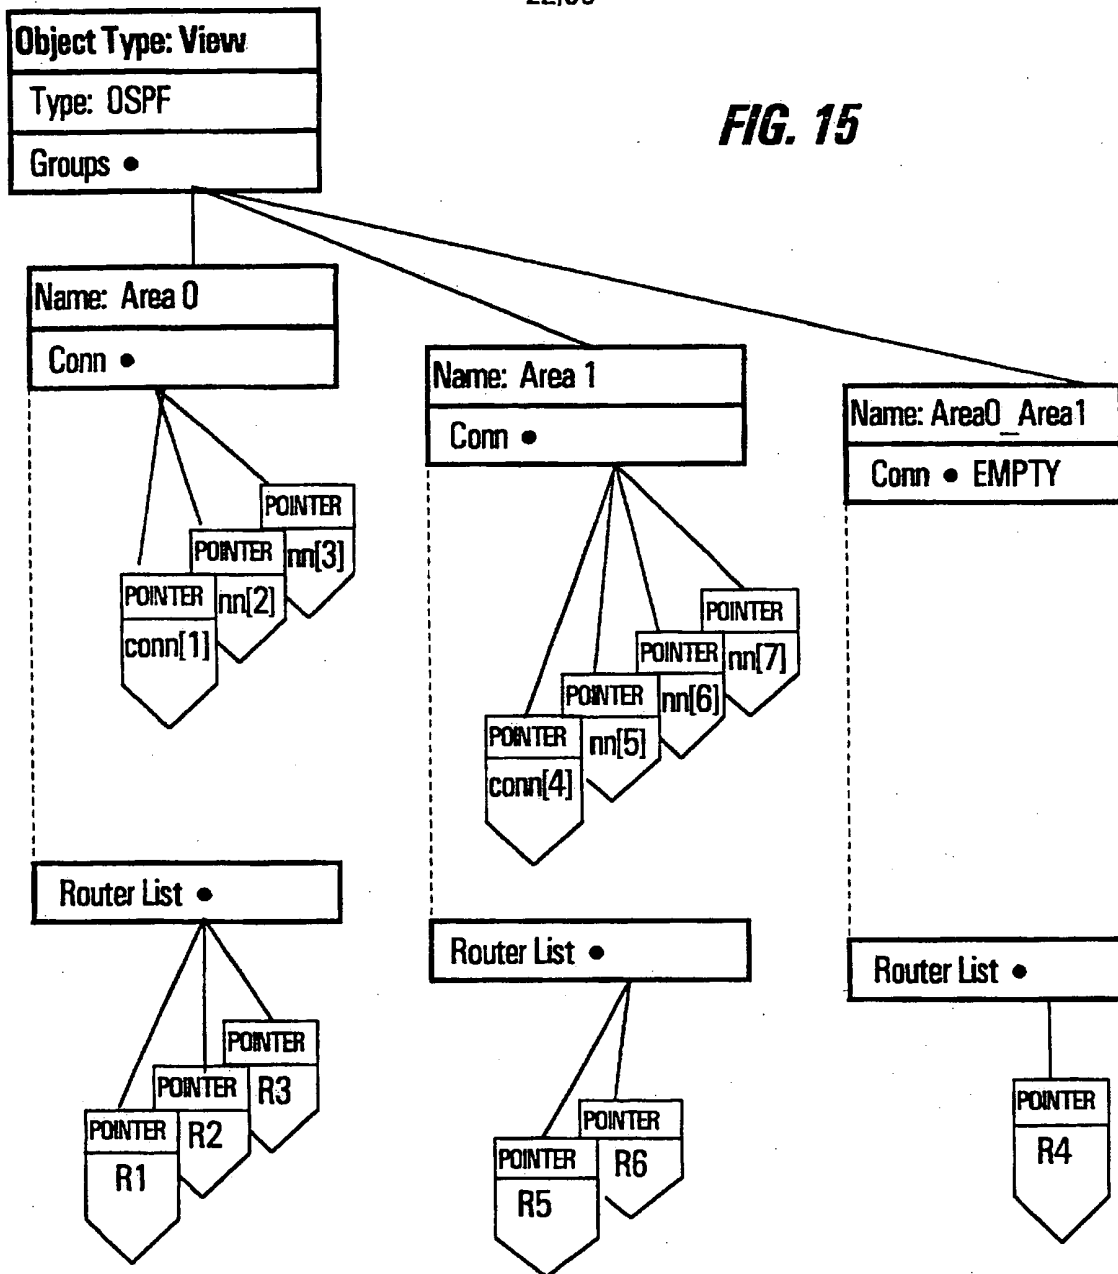 Object Type: View
Type: OSPF
Groups
FIG. 15
Name: Area 0
Conn
Name: Area 1
Conn
Name: Area0_Area1
Conn EMPTY
POINTER
nn[3]
POINTER
nn[2]
POINTER
conn[1]
POINTER
nn[7]
POINTER
nn[6]
POINTER
nn[5]
POINTER
conn[4]
Router List
Router List
Router List
POINTER
R3
POINTER
R2
POINTER
R1
POINTER
R6
POINTER
R5
POINTER
R4